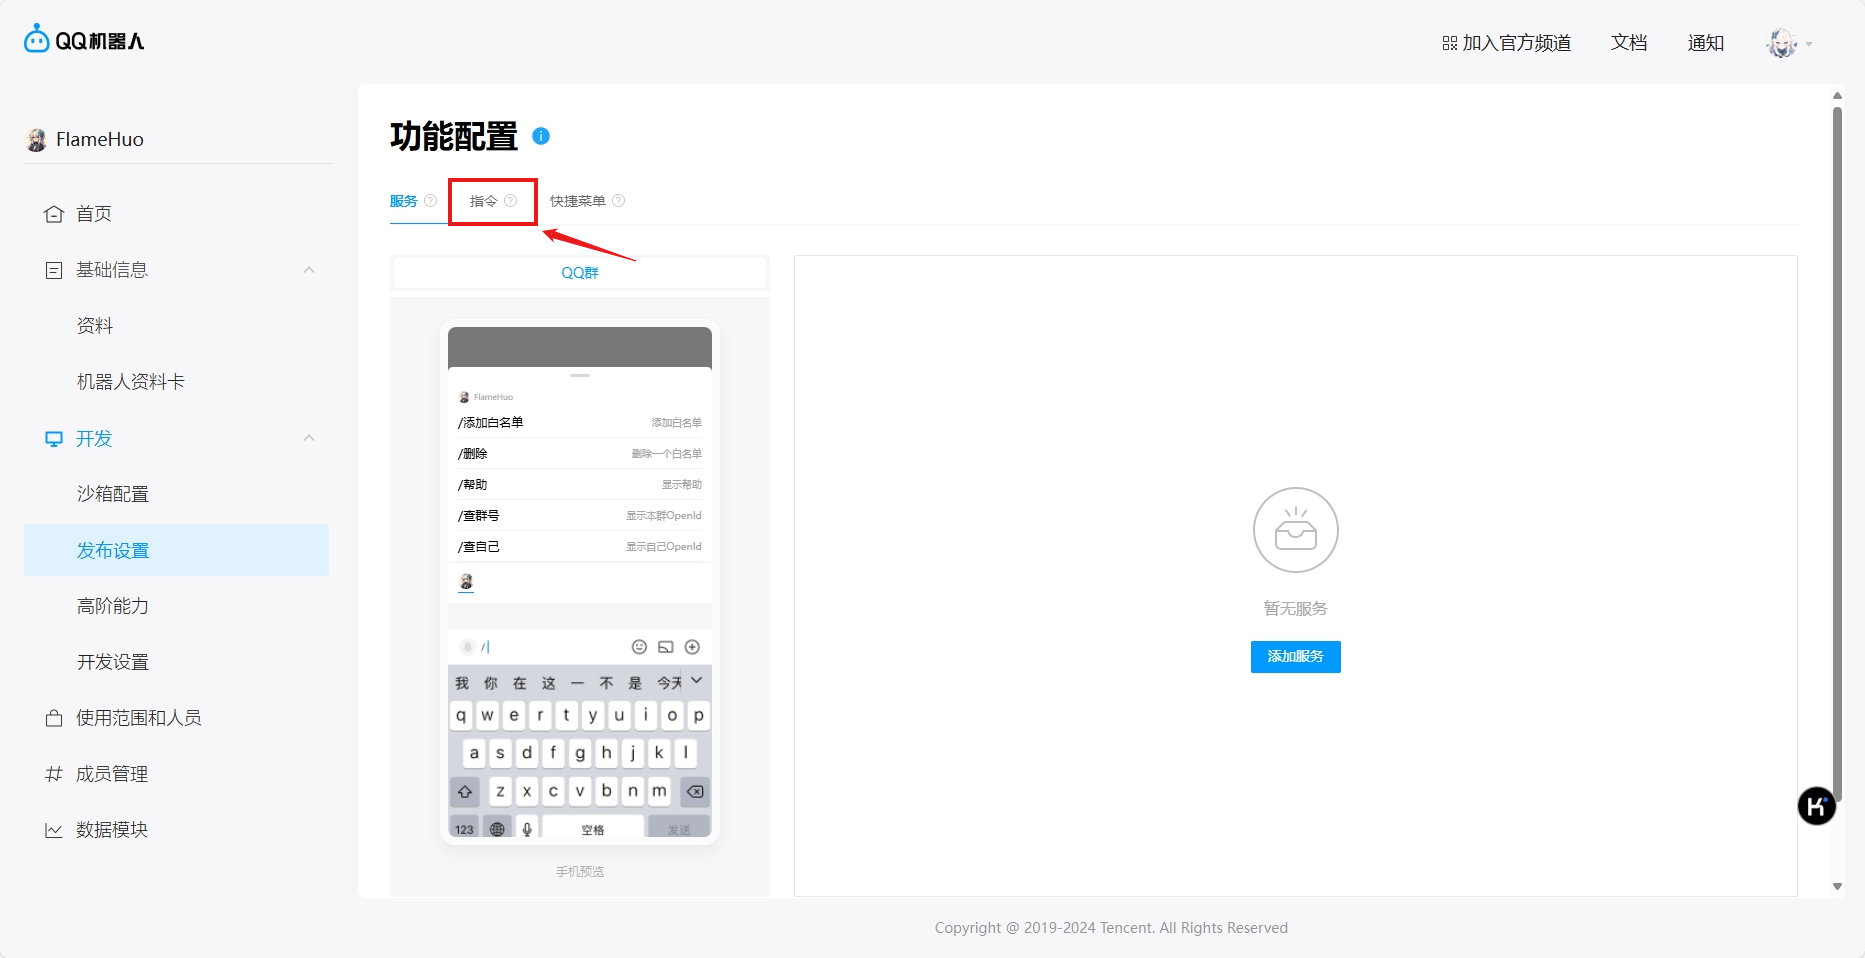 QQ机器人
加入官方频道
文档
通知
FlameHuo
首页
基础信息
资料
机器人资料卡
开发
沙箱配置
发布设置
高阶能力
开发设置
使用范围和人员
成员管理
数据模块
功能配置
服务
指令
快捷菜单
QQ群
FlameHuo
/添加白名单 添加白名单
/删除 删除一个白名单
/帮助 显示帮助
/查群号 显示本群OpenId
/查自己 显示自己OpenId
/
我 你 在 这 一 不 是 今天
q w e r t y u i o p
a s d f g h j k l
z x c v b n m
123 空格 发送
手机预览
暂无服务
添加服务
Copyright @ 2019-2024 Tencent. All Rights Reserved